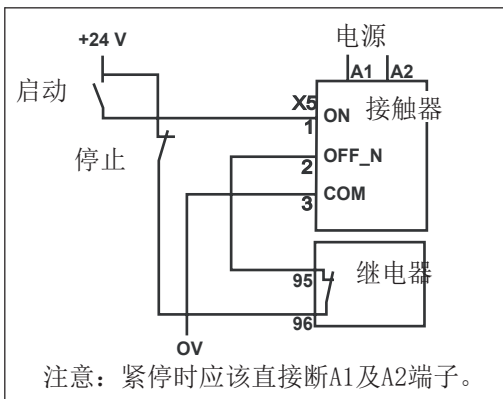 +24 V
电源
A1 A2
启动
X5
1 ON 接触器
停止
2 OFF_N
3 COM
95 继电器
96
OV
注意：紧停时应该直接断A1及A2端子。